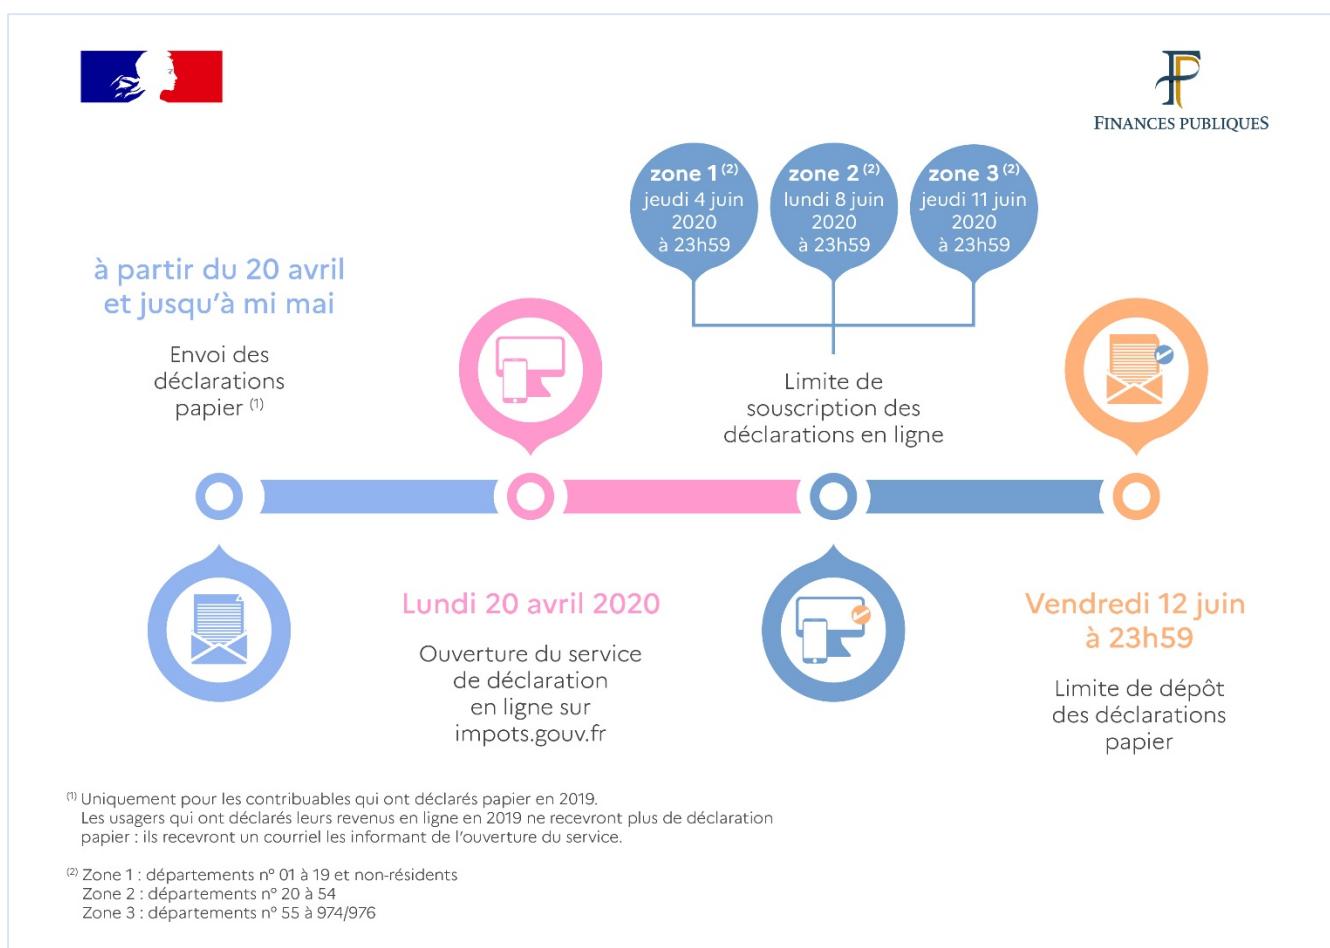 FINANCES PUBLIQUES
zone 1 (2)
jeudi 4 juin
2020
à 23h59
zone 2 (2)
lundi 8 juin
2020
à 23h59
zone 3 (2)
jeudi 11 juin
2020
à 23h59
à partir du 20 avril
et jusqu'à mi mai
Envoi des
déclarations
papier (1)
Limite de
souscription des
déclarations en ligne
Lundi 20 avril 2020
Ouverture du service
de déclaration
en ligne sur
impots.gouv.fr
Vendredi 12 juin
à 23h59
Limite de dépôt
des déclarations
papier
(1) Uniquement pour les contribuables qui ont déclarés papier en 2019.
Les usagers qui ont déclarés leurs revenus en ligne en 2019 ne recevront plus de déclaration
papier : ils recevront un courriel les informant de l'ouverture du service.
(2) Zone 1 : départements nº 01 à 19 et non-résidents
Zone 2 : départements nº 20 à 54
Zone 3 : départements nº 55 à 974/976